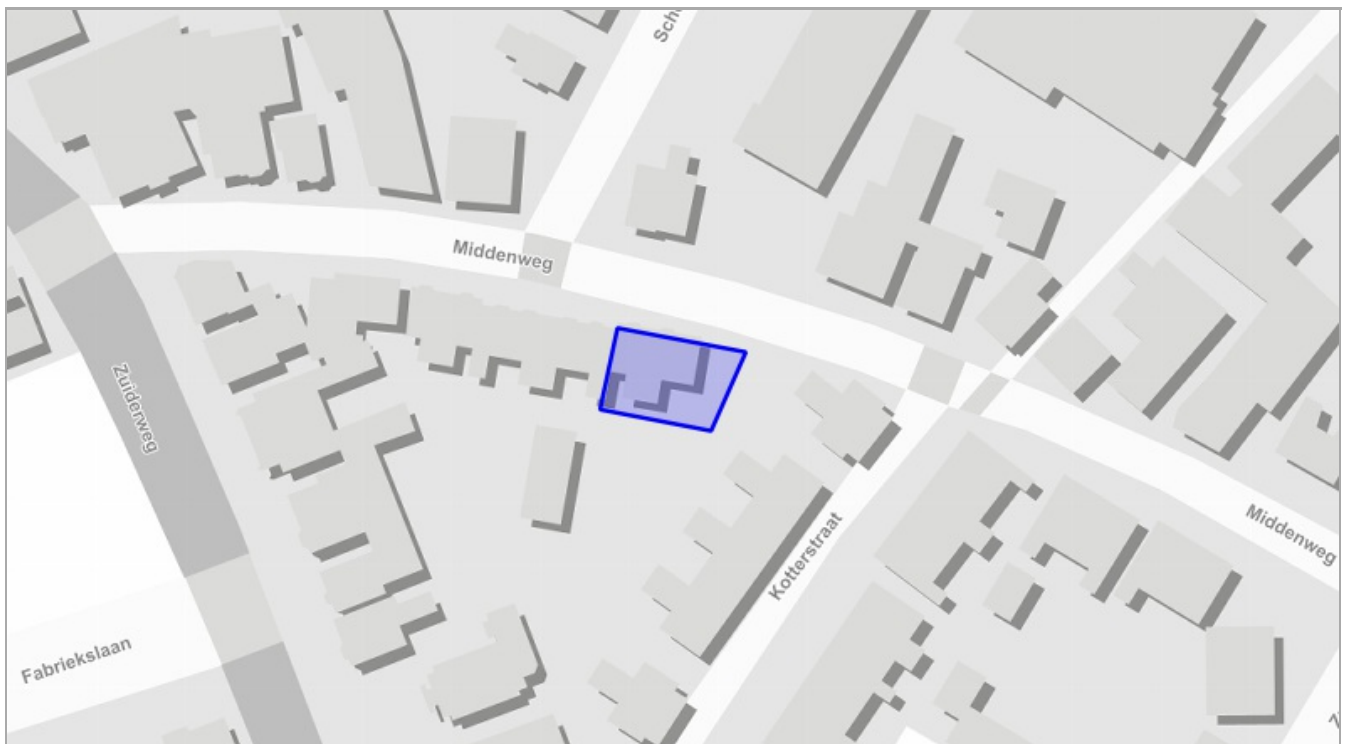 Middenweg
Zuiderweg
Kotterstraat
Middenweg
Fabriekslaan